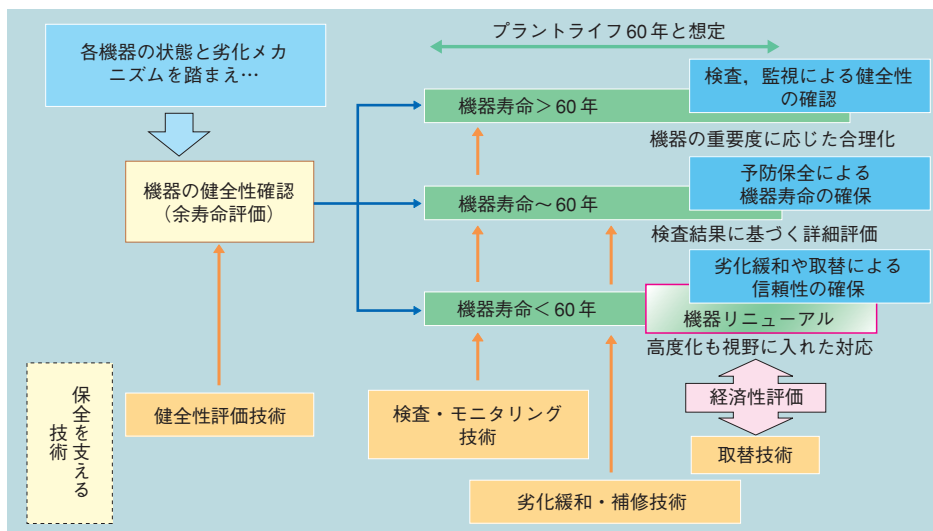 プラントライフ60年と想定
各機器の状態と劣化メカ
ニズムを踏まえ…
検査，監視による健全性
の確認
機器寿命＞60年
機器の重要度に応じた合理化
機器の健全性確認
（余寿命評価）
予防保全による
機器寿命の確保
機器寿命～60年
検査結果に基づく詳細評価
劣化緩和や取替による
信頼性の確保
機器寿命＜60年
機器リニューアル
高度化も視野に入れた対応
保全を支える
技術
健全性評価技術
検査・モニタリング
技術
経済性評価
取替技術
劣化緩和・補修技術